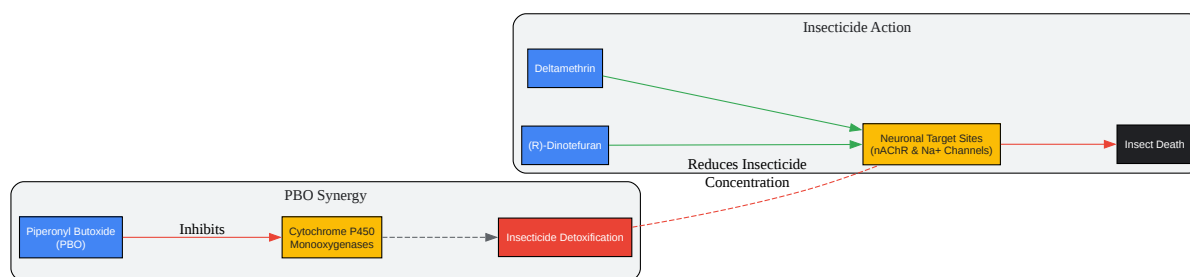 Insecticide Action
Deltamethrin
(R)-Dinotefuran
Neuronal Target Sites
(nAChR & Na+ Channels)
Insect Death
Reduces Insecticide
Concentration
PBO Synergy
Piperonyl Butoxide
(PBO)
Inhibits
Cytochrome P450
Monooxygenases
Insecticide Detoxification